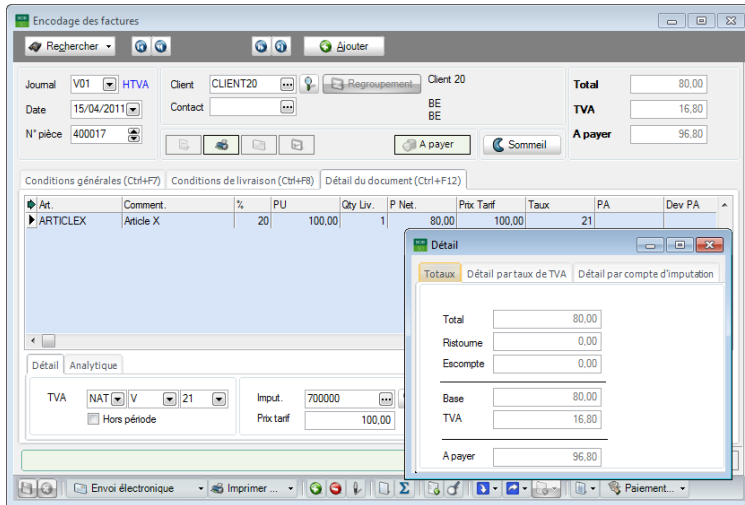 Encodage des factures
Rechercher
Ajouter
Journal V01 HTVA Client CLIENT20 Regroupement Client 20 Total 80,00
Date 15/04/2011 Contact BE TVA 16,80
BE
N° pièce 400017 A payer Sommeil A payer 96,80
Conditions générales (Ctrl+F7) Conditions de livraison (Ctrl+F8) Détail du document (Ctrl+F12)
Art. Comment. % PU Qty Liv. P Net. Prix Tarif Taux PA Dev PA
ARTICLEX Article X 20 100,00 1 80,00 100,00 21
Détail
Totaux Détail par taux de TVA Détail par compte d'imputation
Total 80,00
Ristourne 0,00
Escompte 0,00
Base 80,00
TVA 16,80
A payer 96,80
Détail Analytique
TVA NAT V 21 Imput. 700000
Hors période Prix tarif 100,00
Envoi électronique Imprimer ... Σ Paiement...